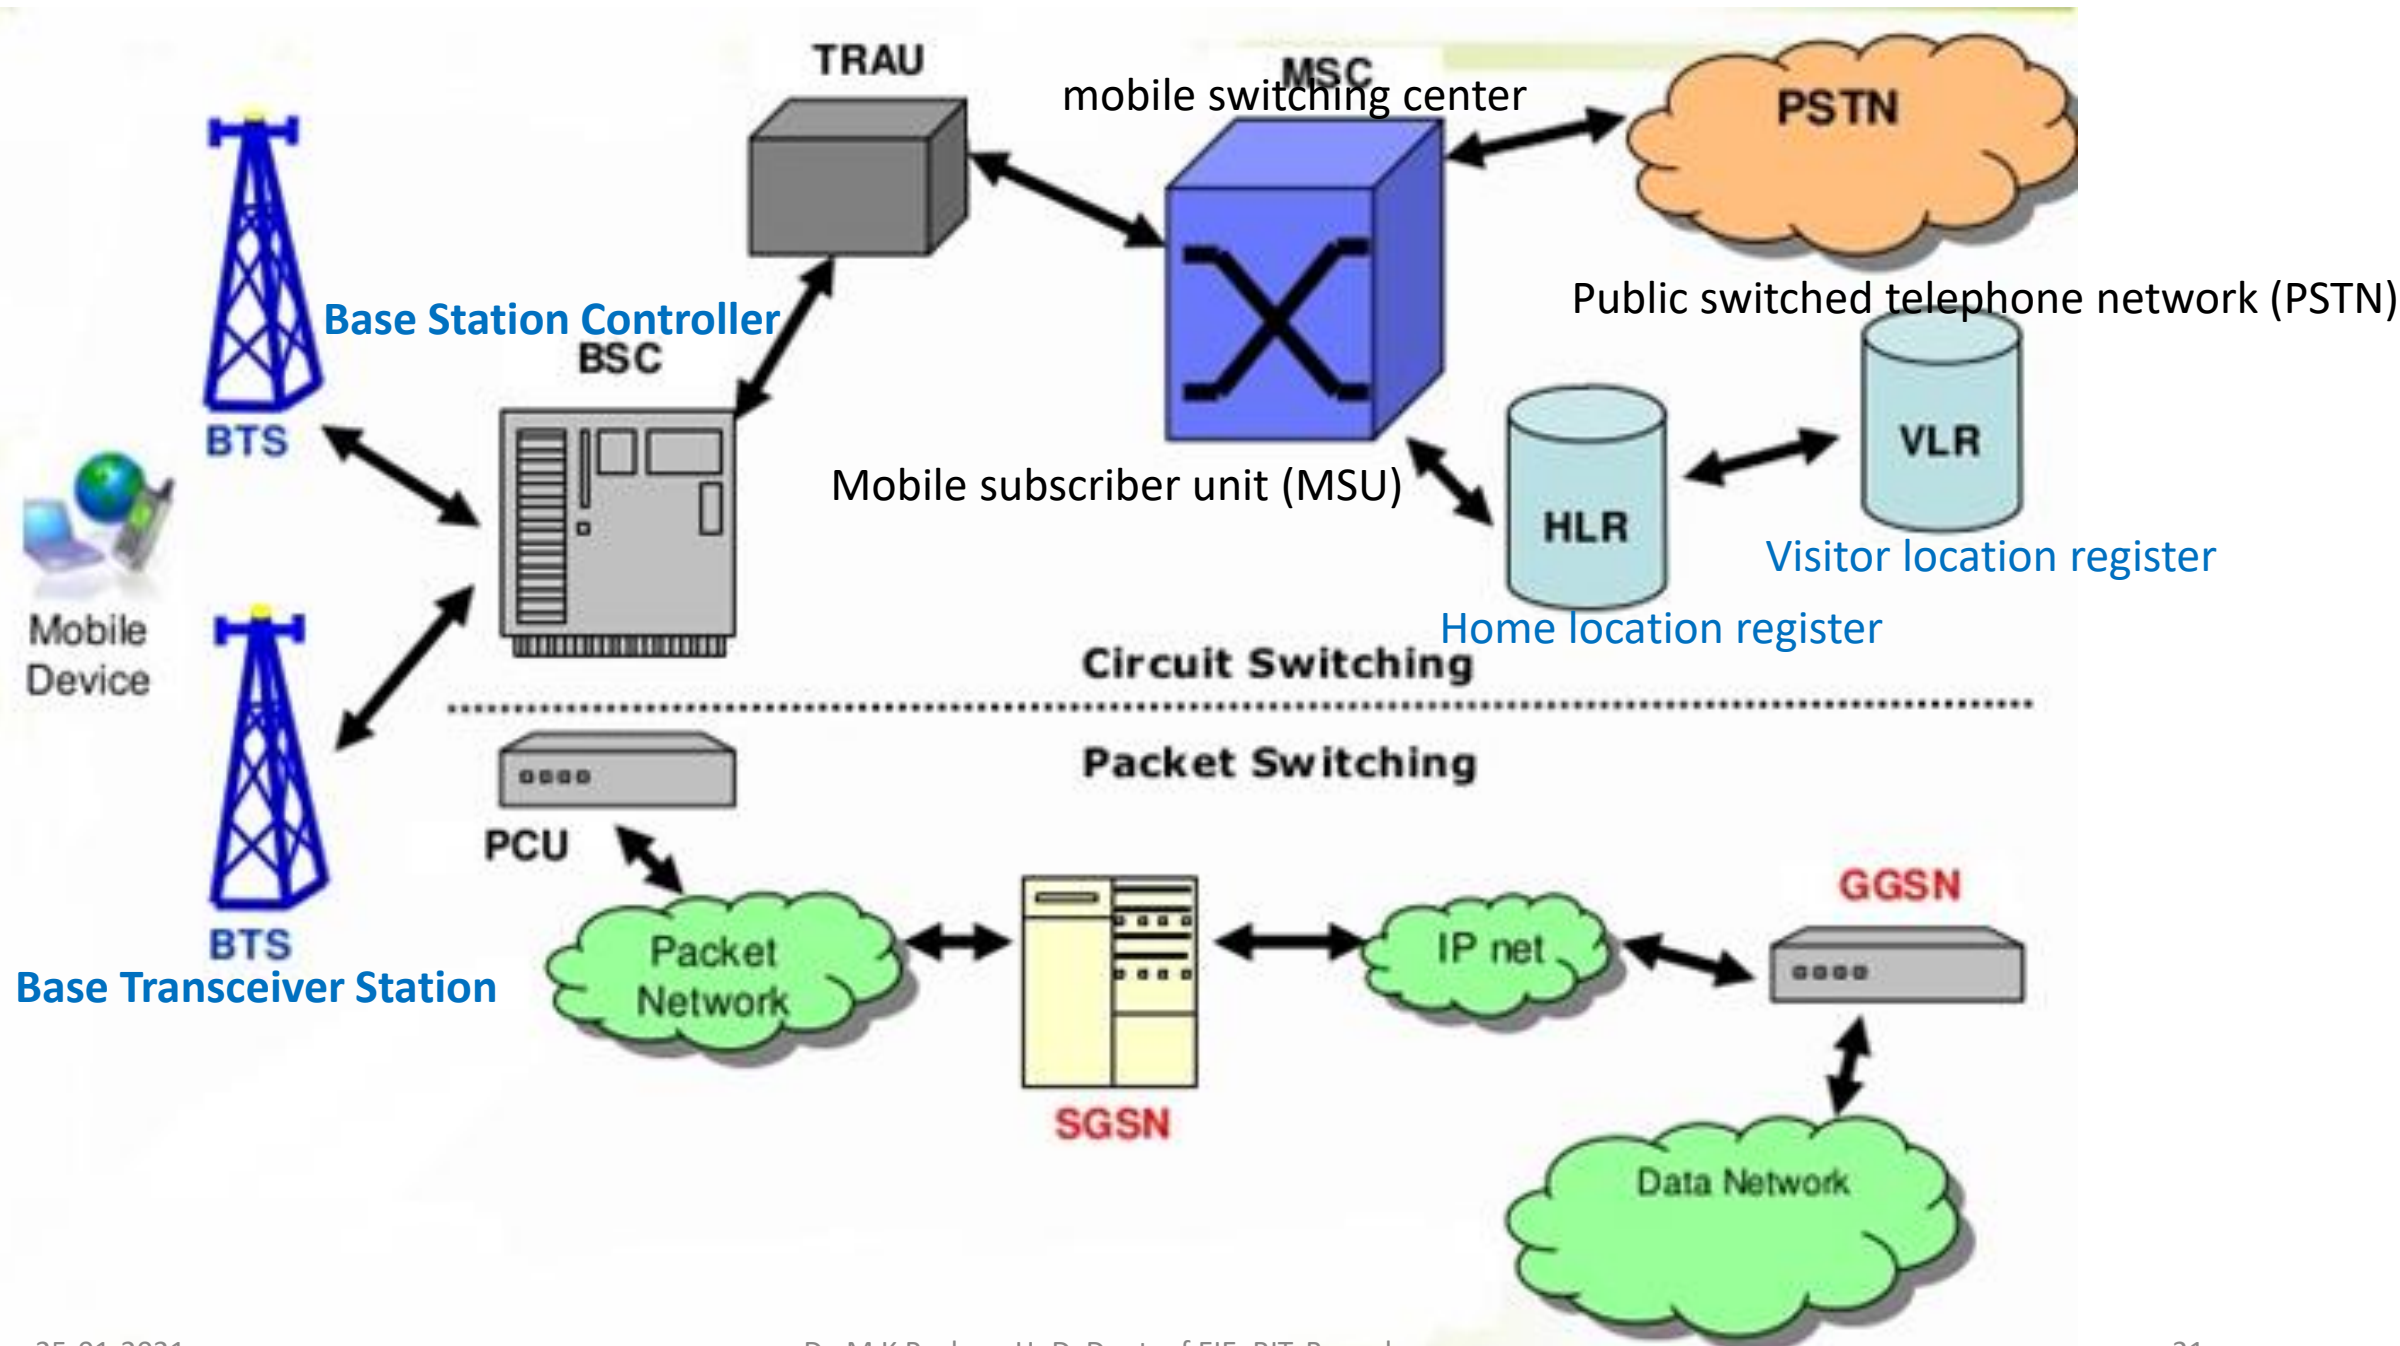 TRAU
MSC
mobile switching center
PSTN
Public switched telephone network (PSTN)
Base Station Controller
BSC
BTS
VLR
Mobile subscriber unit (MSU)
HLR
Visitor location register
Mobile
Device
Home location register
Circuit Switching
Packet Switching
PCU
GGSN
BTS
Base Transceiver Station
Packet
Network
IP net
SGSN
Data Network